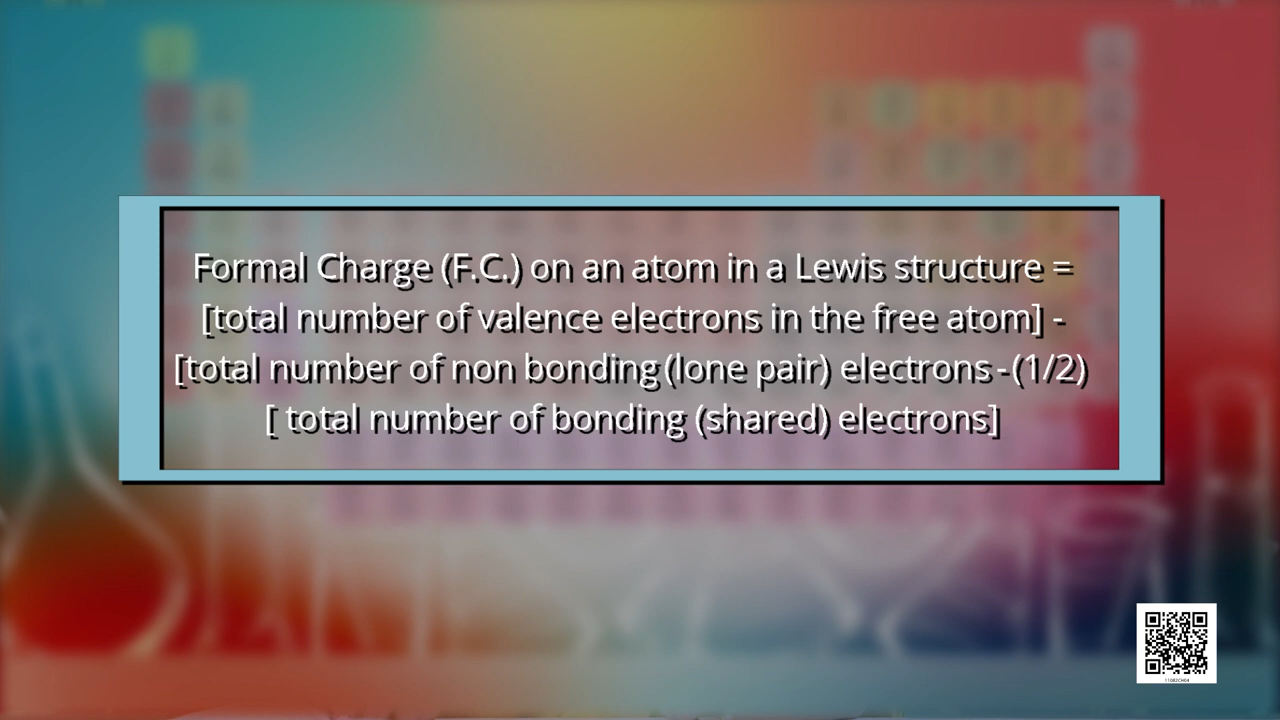 Formal Charge (F.C.) on an atom in a Lewis structure =
[total number of valence electrons in the free atom] -
[total number of non bonding (lone pair) electrons - (1/2)
[ total number of bonding (shared) electrons]